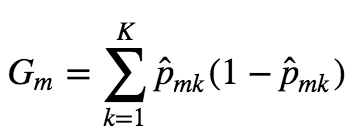 G_m = \sum_{k=1}^{K} \hat{p}_{mk}(1 - \hat{p}_{mk})